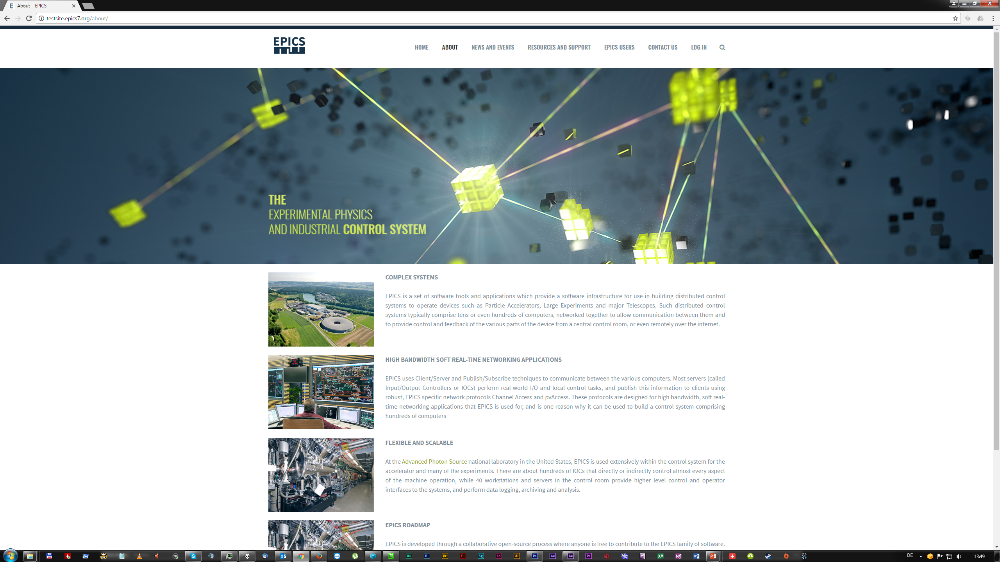 About – EPICS
testsite.epics7.org/about/
EPICS
HOME
ABOUT
NEWS AND EVENTS
RESOURCES AND SUPPORT
EPICS USERS
CONTACT US
LOG IN
THE
EXPERIMENTAL PHYSICS
AND INDUSTRIAL CONTROL SYSTEM
COMPLEX SYSTEMS
EPICS is a set of software tools and applications which provide a software infrastructure for use in building distributed control
systems to operate devices such as Particle Accelerators, Large Experiments and major Telescopes. Such distributed control
systems typically comprise tens or even hundreds of computers, networked together to allow communication between them and
to provide control and feedback of the various parts of the device from a central control room, or even remotely over the internet.
HIGH BANDWIDTH SOFT REAL-TIME NETWORKING APPLICATIONS
EPICS uses Client/Server and Publish/Subscribe techniques to communicate between the various computers. Most servers (called
Input/Output Controllers or IOCs) perform real-world I/O and local control tasks, and publish this information to clients using
robust, EPICS specific network protocols Channel Access and pvAccess. These protocols are designed for high bandwidth, soft real-
time networking applications that EPICS is used for, and is one reason why it can be used to build a control system comprising
hundreds of computers
FLEXIBLE AND SCALABLE
At the Advanced Photon Source national laboratory in the United States, EPICS is used extensively within the control system for the
accelerator and many of the experiments. There are about hundreds of IOCs that directly or indirectly control almost every aspect
of the machine operation, while 40 workstations and servers in the control room provide higher level control and operator
interfaces to the systems, and perform data logging, archiving and analysis.
EPICS ROADMAP
EPICS is developed through a collaborative open-source process where anyone is free to contribute to the EPICS family of software.
Au Pl Br Fl Sg Id Ai Ps Ae Ae Pr
DE
13:49